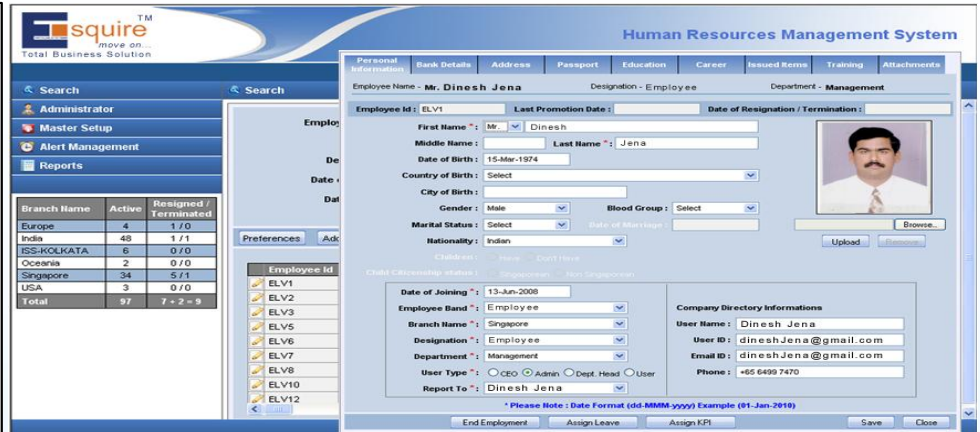 Esquire TM
move on...
Total Business Solution
Human Resources Management System
Search
Administrator
Master Setup
Alert Management
Reports
Branch Name Active Resigned / Terminated
Europe 4 1 / 0
India 48 1 / 1
ISS-KOLKATA 6 0 / 0
Oceania 2 0 / 0
Singapore 34 5 / 1
USA 3 0 / 0
Total 97 7 + 2 = 9
Search
Employ
De
Date
Dat
Preferences Add
Employee Id
ELV1
ELV2
ELV3
ELV5
ELV6
ELV7
ELV8
ELV10
ELV12
Personal Information Bank Details Address Passport Education Career Issued Items Training Attachments
Employee Name - Mr. Dinesh Jena Designation - Employee Department - Management
Employee Id : ELV1 Last Promotion Date : Date of Resignation / Termination :
First Name * : Mr. Dinesh
Middle Name : Last Name * : Jena
Date of Birth : 15-Mar-1974
Country of Birth : Select
City of Birth :
Gender : Male Blood Group : Select
Marital Status : Select Date of Marriage :
Browse...
Nationality : Indian
Upload Remove
Children : Have Don't Have
Child Citizenship status : Singaporean Non Singaporean
Date of Joining * : 13-Jun-2008
Employee Band * : Employee
Branch Name * : Singapore
Designation * : Employee
Department * : Management
User Type * : CEO Admin Dept. Head User
Report To * : Dinesh Jena
Company Directory Informations
User Name : Dinesh Jena
User ID : dineshJena@gmail.com
Email ID : dineshJena@gmail.com
Phone : +65 6499 7470
* Please Note : Date Format (dd-MMM-yyyy) Example (01-Jan-2010)
End Employment Assign Leave Assign KPI Save Close